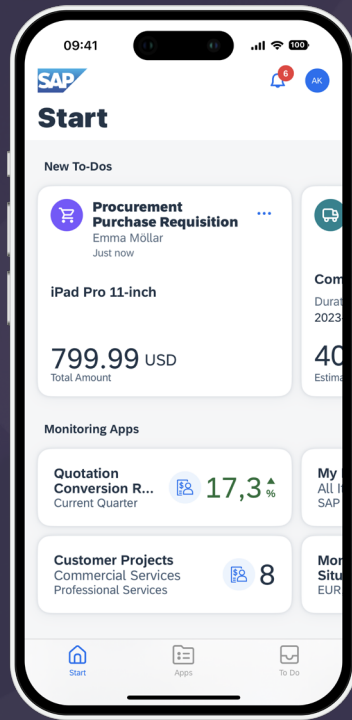 09:41
100
SAP
6
AK
Start
New To-Dos
Procurement
Purchase Requisition
Emma Möllar
Just now
iPad Pro 11-inch
799.99 USD
Total Amount
Com
Durat
2023-
40
Estima
Monitoring Apps
Quotation
Conversion R...
Current Quarter
17,3 %
My
All It
SAP
Customer Projects
Commercial Services
Professional Services
8
Mor
Situ
EUR
Start
Apps
To Do